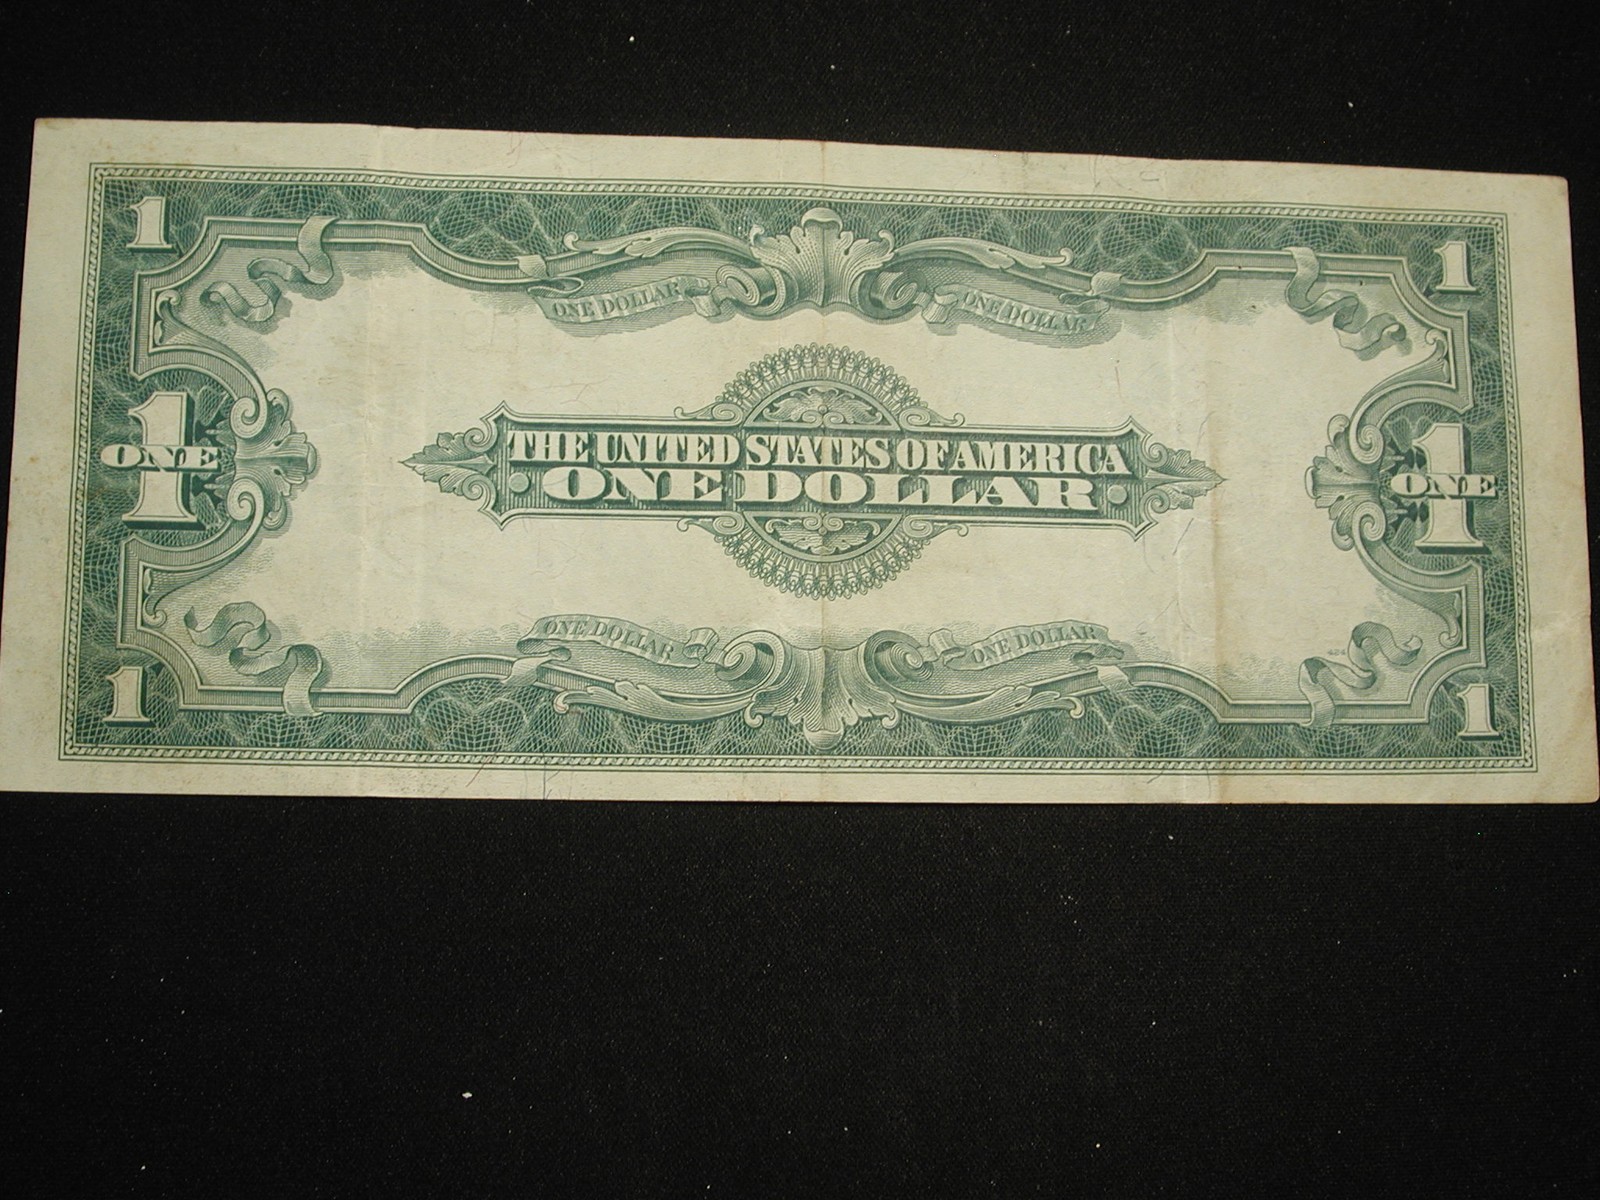 1 1
ONE DOLLAR ONE DOLLAR
1 1
ONE THE UNITED STATES OF AMERICA ONE
ONE DOLLAR
ONE DOLLAR ONE DOLLAR
1 1